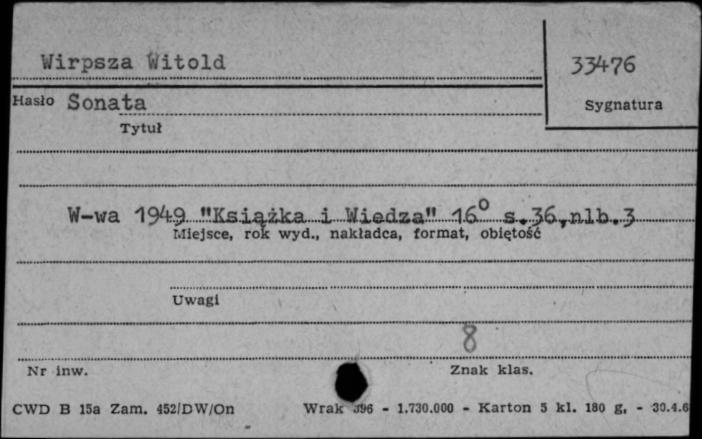 Wirpsza Witold
33476
Hasło Sonata
Sygnatura
Tytuł
W-wa 1949 "Książka i Wiedza" 16⁰ s.36,nlb.3
Miejsce, rok wyd., nakładca, format, obiętość
Uwagi
8
Nr inw.
Znak klas.
CWD B 15a Zam. 452/DW/On Wrak 396 - 1.730.000 - Karton 5 kl. 180 g, - 30.4.6